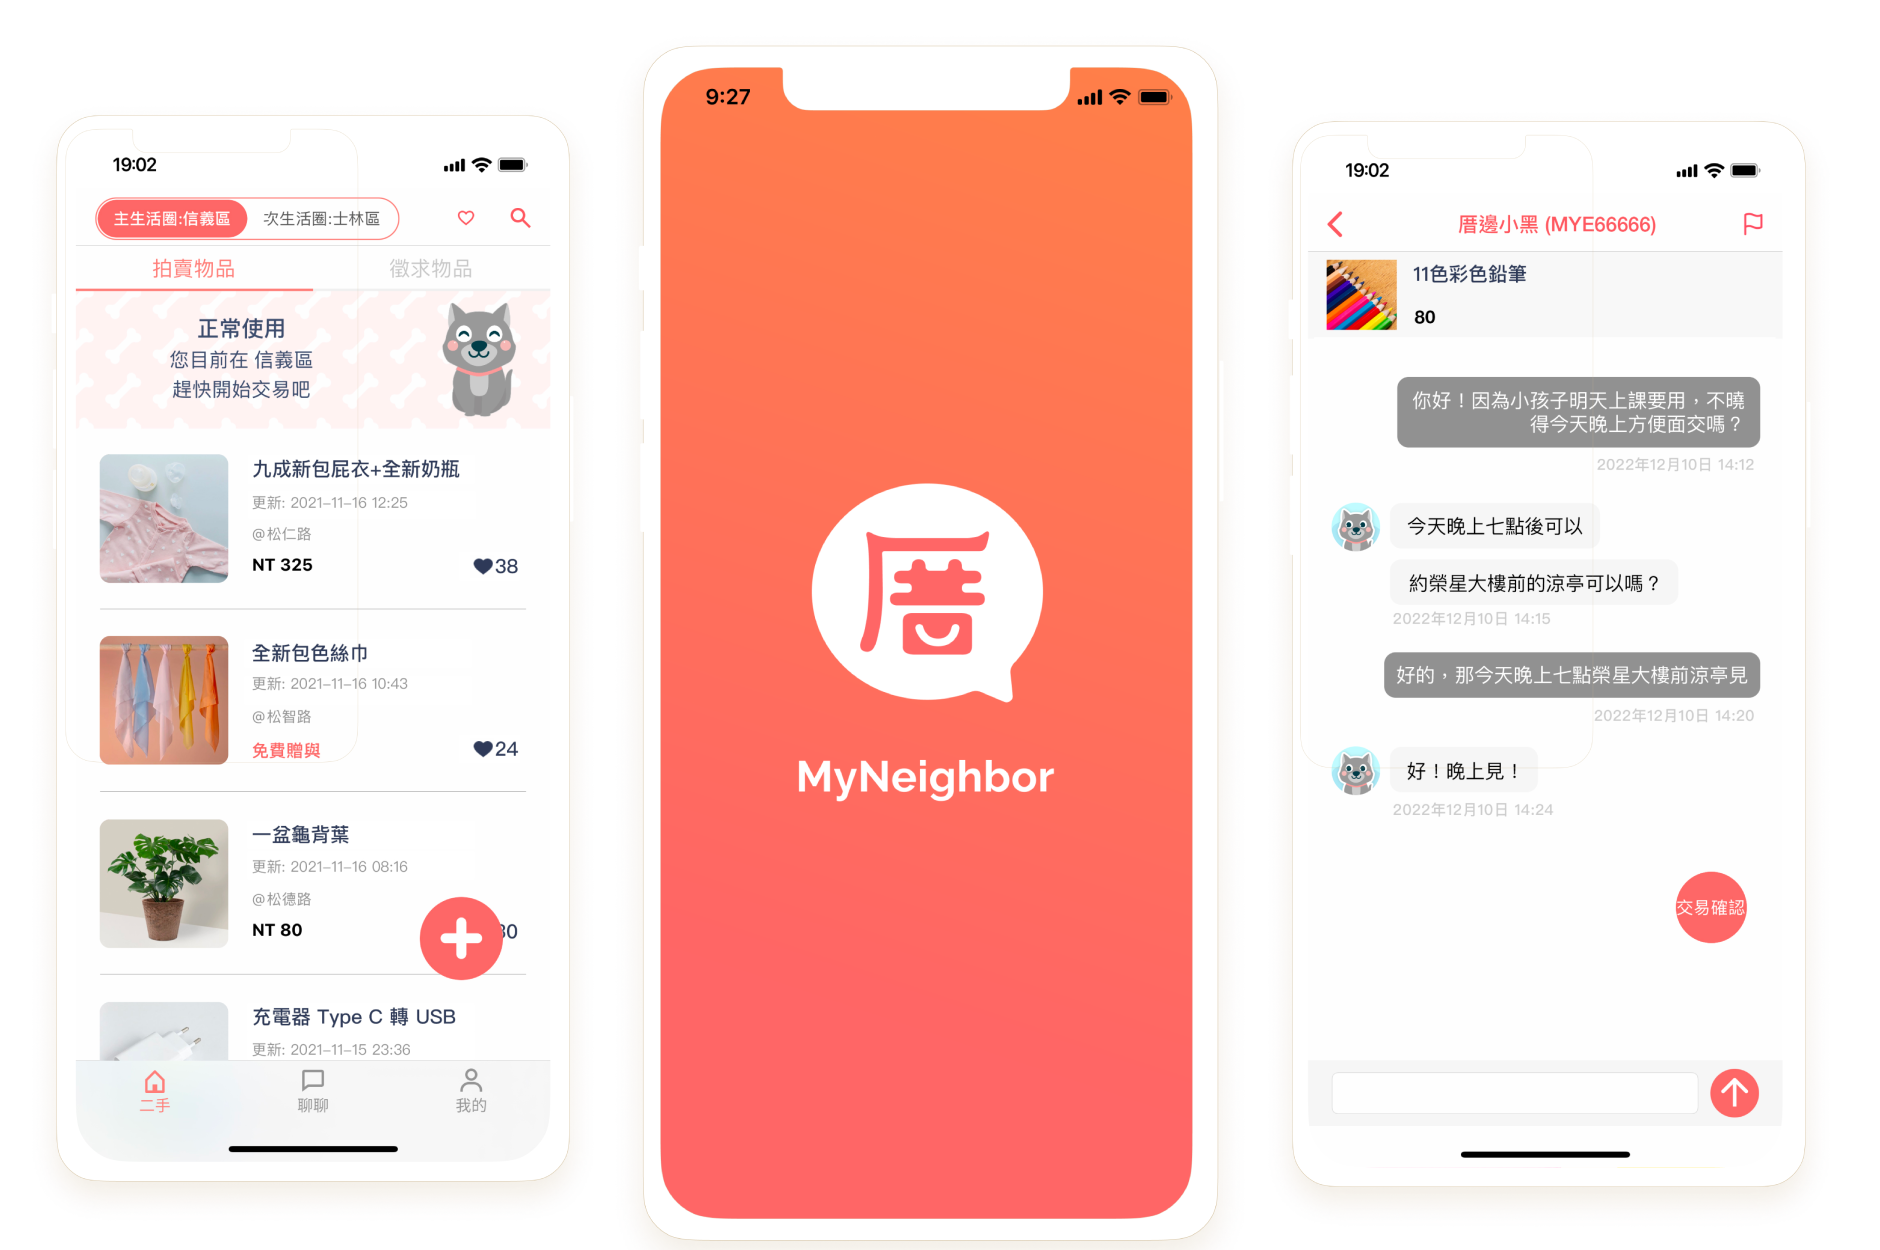 19:02
主生活圈:信義區
次生活圈:士林區
拍賣物品
徵求物品
正常使用
您目前在 信義區
趕快開始交易吧
九成新包屁衣+全新奶瓶
更新: 2021-11-16 12:25
@松仁路
NT 325
38
全新包色絲巾
更新: 2021-11-16 10:43
@松智路
免費贈與
24
一盆龜背葉
更新: 2021-11-16 08:16
@松德路
NT 80
充電器 Type C 轉 USB
更新: 2021-11-15 23:36
二手
聊聊
我的
9:27
厝
MyNeighbor
19:02
厝邊小黑 (MYE66666)
11色彩色鉛筆
80
你好！因為小孩子明天上課要用，不曉
得今天晚上方便面交嗎？
2022年12月10日 14:12
今天晚上七點後可以
約榮星大樓前的涼亭可以嗎？
2022年12月10日 14:15
好的，那今天晚上七點榮星大樓前涼亭見
2022年12月10日 14:20
好！晚上見！
2022年12月10日 14:24
交易確認